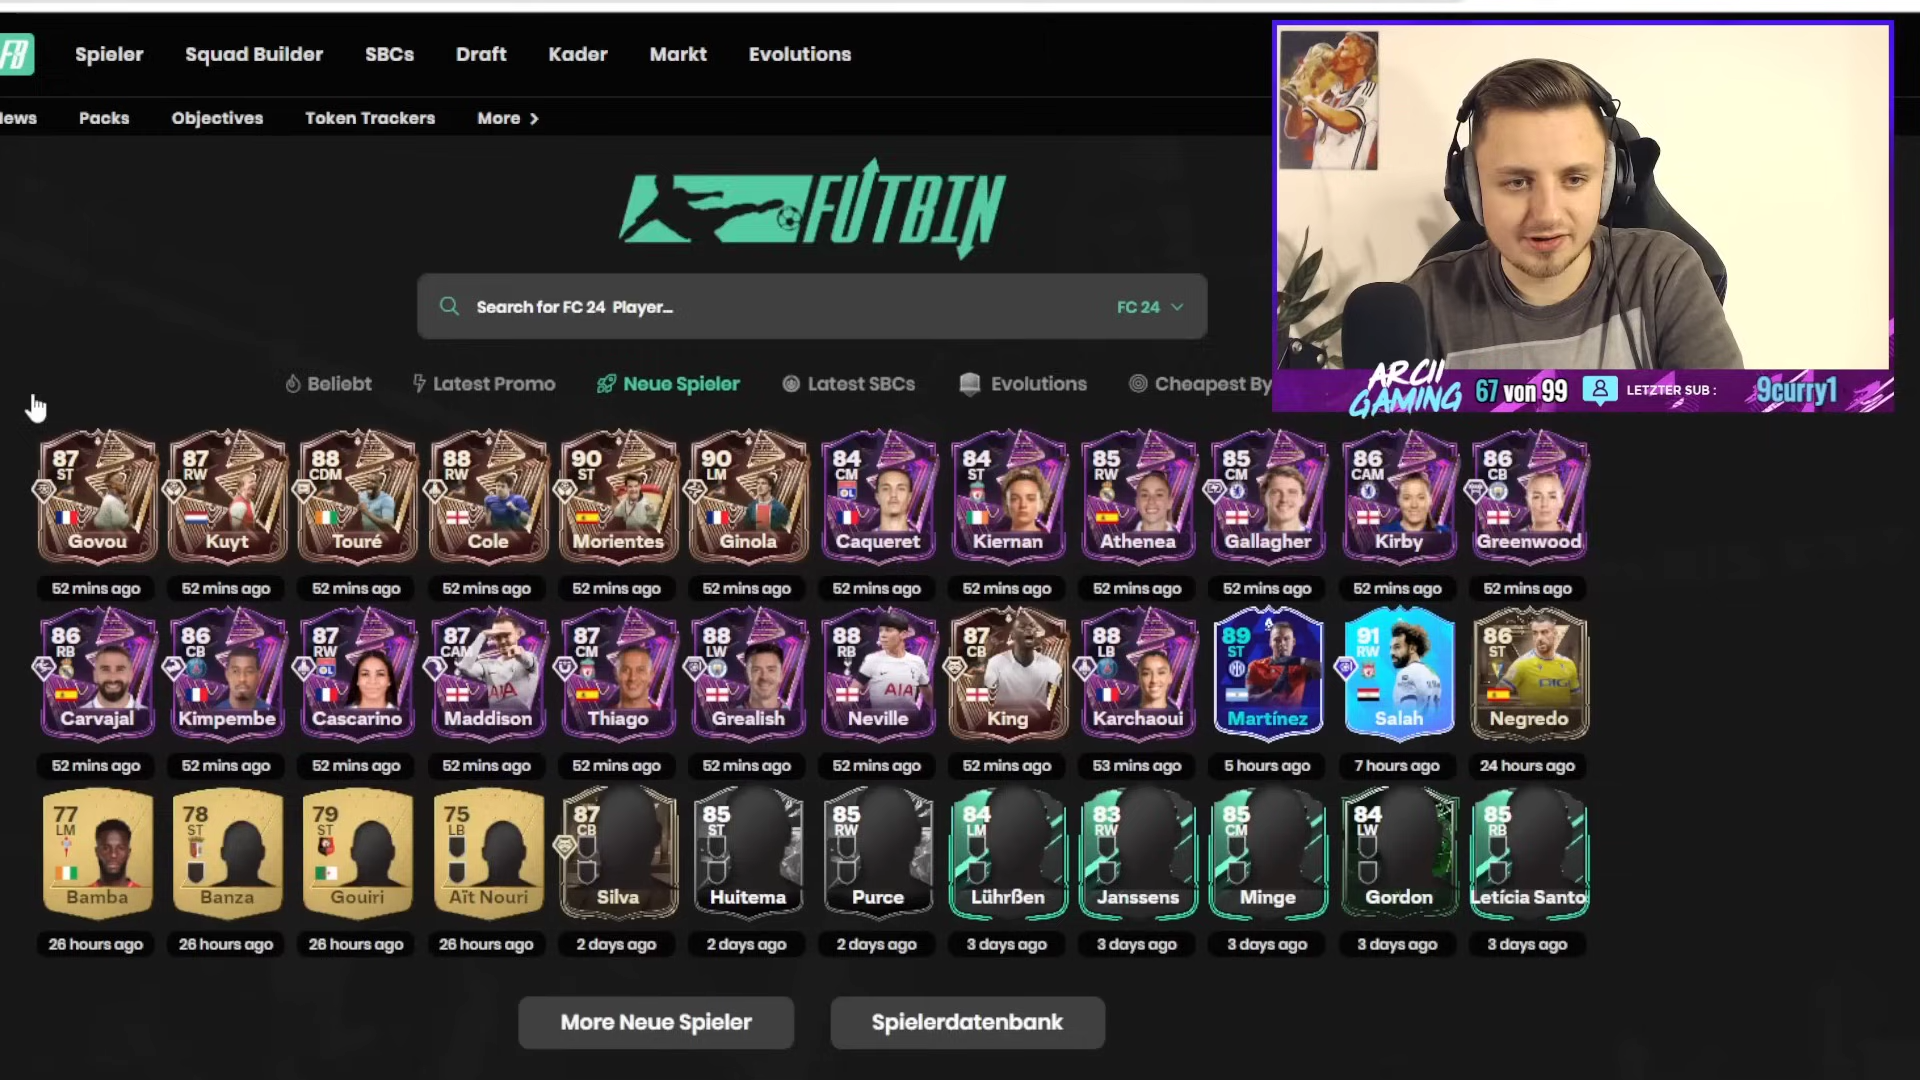 FB Spieler Squad Builder SBCs Draft Kader Markt Evolutions
News Packs Objectives Token Trackers More
FUTBIN
Search for FC 24 Player... FC 24
Beliebt Latest Promo Neue Spieler Latest SBCs Evolutions Cheapest By
ARCII GAMING 67 von 99 LETZTER SUB : 9curry1
87 ST Govou
87 RW Kuyt
88 CDM Touré
88 RW Cole
90 ST Morientes
90 LM Ginola
84 CM Caqueret
84 ST Kiernan
85 RW Athenea
85 CM Gallagher
86 CAM Kirby
86 CB Greenwood
52 mins ago 52 mins ago 52 mins ago 52 mins ago 52 mins ago 52 mins ago 52 mins ago 52 mins ago 52 mins ago 52 mins ago 52 mins ago 52 mins ago
86 RB Carvajal
86 CB Kimpembe
87 RW Cascarino
87 CAM Maddison
87 CM Thiago
88 LW Grealish
88 RB Neville
87 CB King
88 LB Karchaoui
89 ST Martínez
91 RW Salah
86 ST Negredo
52 mins ago 52 mins ago 52 mins ago 52 mins ago 52 mins ago 52 mins ago 52 mins ago 52 mins ago 53 mins ago 5 hours ago 7 hours ago 24 hours ago
77 LM Bamba
78 ST Banza
79 ST Gouiri
75 LB Aït Nouri
87 CB Silva
85 ST Huitema
85 RW Purce
84 LM Lührßen
83 RW Janssens
85 CM Minge
84 LW Gordon
85 RB Letícia Santo
26 hours ago 26 hours ago 26 hours ago 26 hours ago 2 days ago 2 days ago 2 days ago 3 days ago 3 days ago 3 days ago 3 days ago 3 days ago
More Neue Spieler Spielerdatenbank